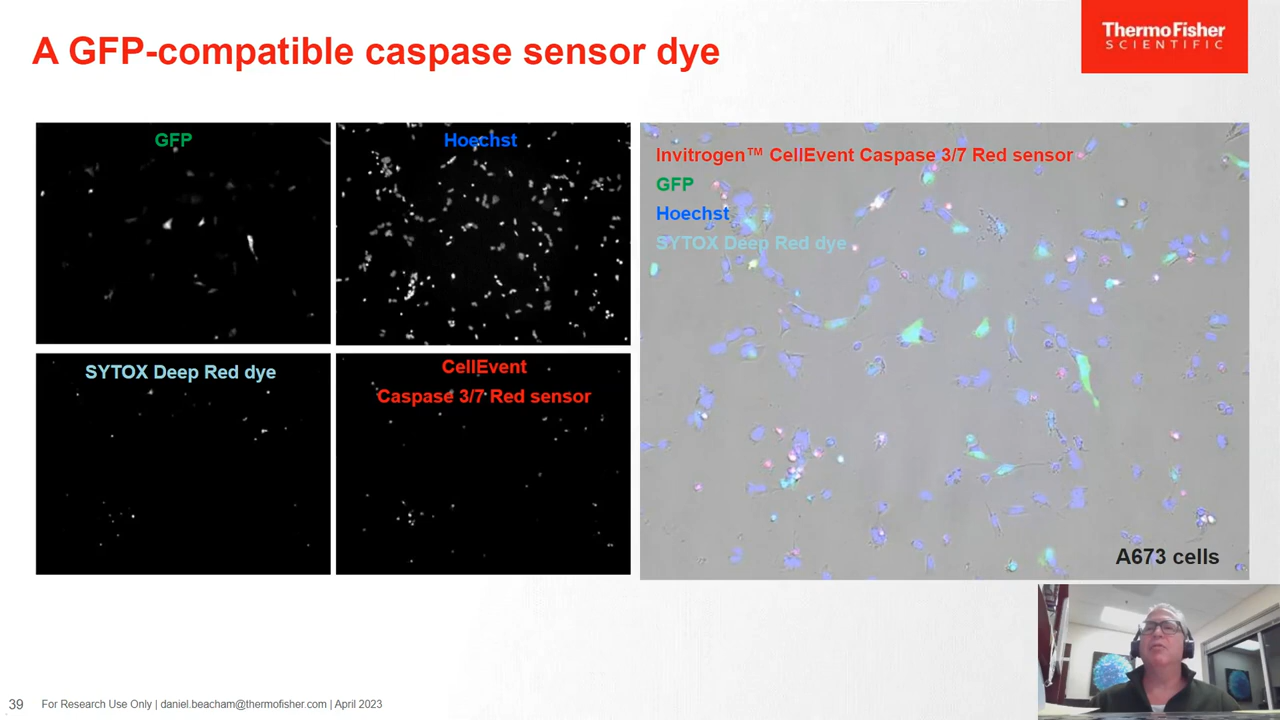 A GFP-compatible caspase sensor dye
ThermoFisher
SCIENTIFIC
GFP
Hoechst
SYTOX Deep Red dye
CellEvent
Caspase 3/7 Red sensor
Invitrogen™ CellEvent Caspase 3/7 Red sensor
GFP
Hoechst
SYTOX Deep Red dye
A673 cells
39 For Research Use Only | daniel.beacham@thermofisher.com | April 2023